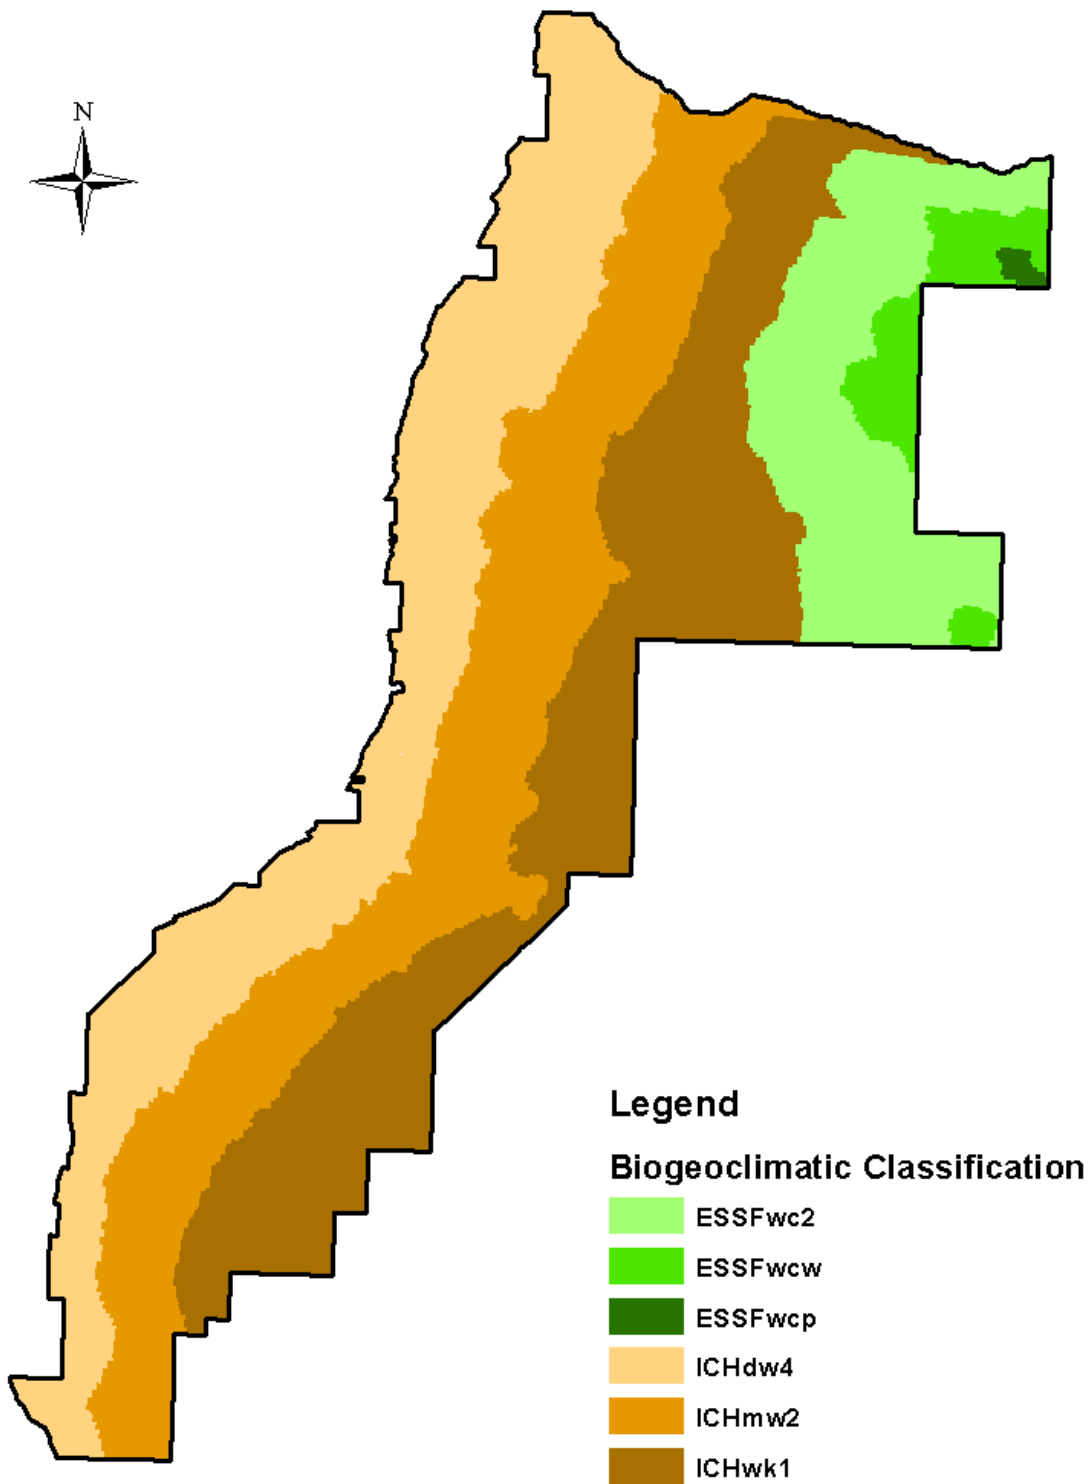 N
Legend
Biogeoclimatic Classification
ESSFwc2
ESSFwcw
ESSFwcp
ICHdw4
ICHmw2
ICHwk1